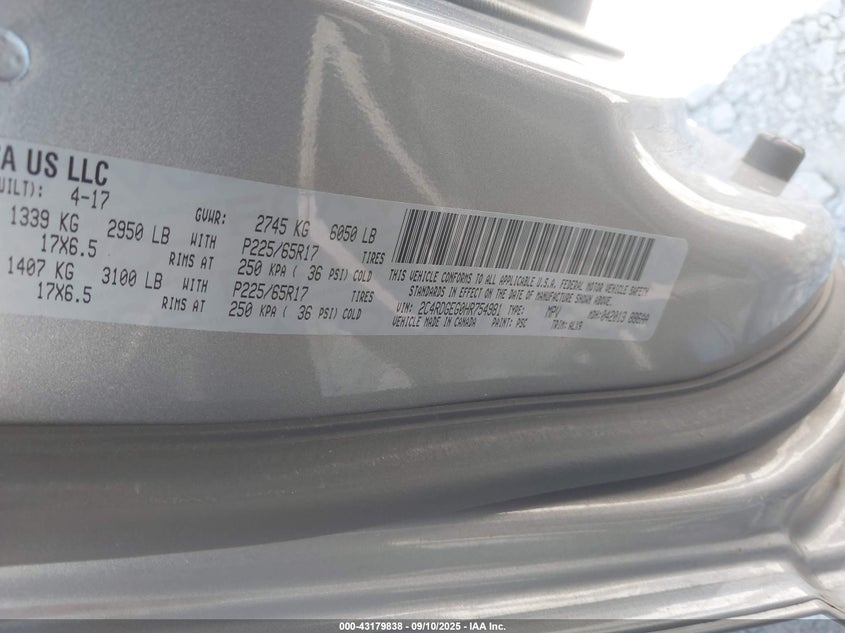 A US LLC
UILT): 4-17
GVWR: 2745 KG 6050 LB
1339 KG 2950 LB WITH P225/65R17 TIRES
17X6.5 RIMS AT 250 KPA ( 36 PSI) COLD
1407 KG 3100 LB WITH P225/65R17 TIRES
17X6.5 RIMS AT 250 KPA ( 36 PSI) COLD
THIS VEHICLE CONFORMS TO ALL APPLICABLE U.S.A. FEDERAL MOTOR VEHICLE SAFETY
STANDARDS IN EFFECT ON THE DATE OF MANUFACTURE SHOWN ABOVE.
VIN: 2C4RDGEG0HR754981 TYPE: MPV MDH:042013
VEHICLE MADE IN CANADA PAINT: PSC TRIM: ALX9
000-43179838 - 09/10/2025 - IAA Inc.